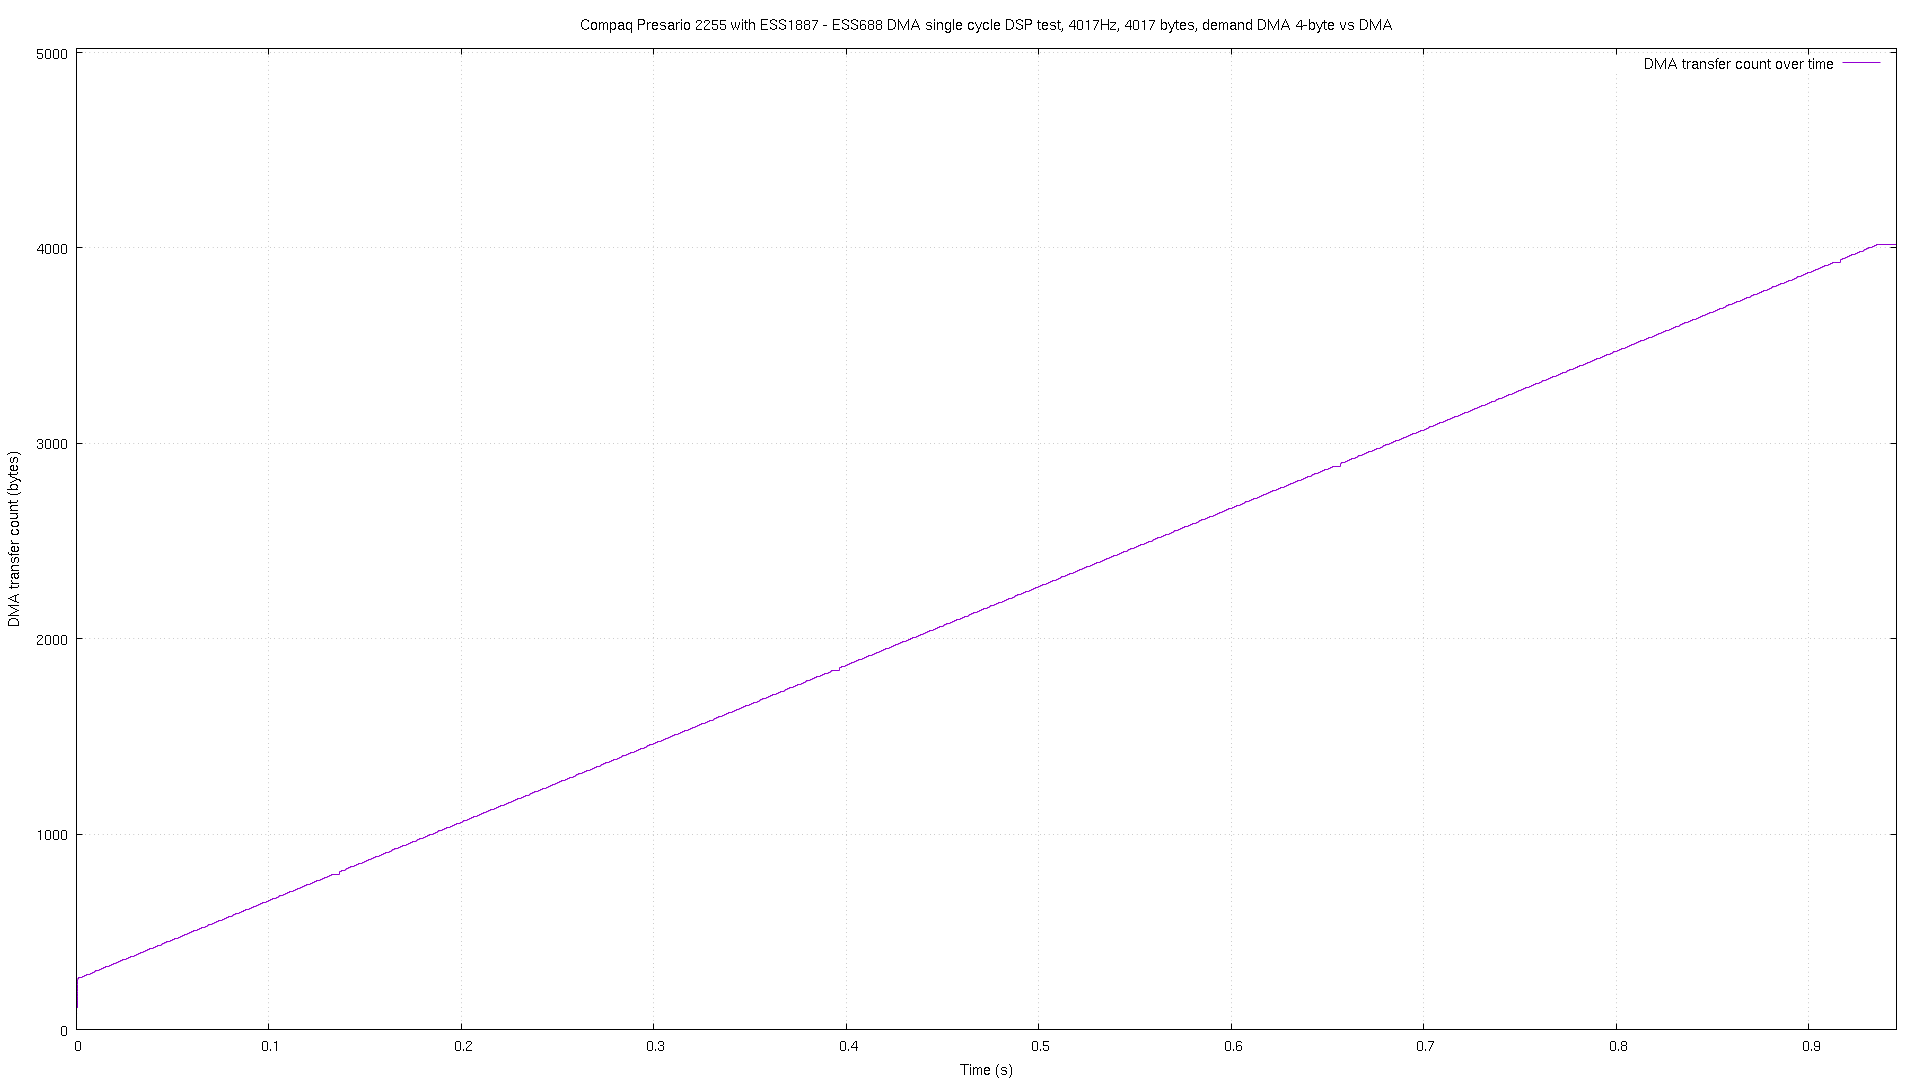 Compaq Presario 2255 with ESS1887 - ESS688 DMA single cycle DSP test, 4017Hz, 4017 bytes, demand DMA 4-byte vs DMA
DMA transfer count over time
5000
4000
3000
2000
1000
0
DMA transfer count (bytes)
0 0.1 0.2 0.3 0.4 0.5 0.6 0.7 0.8 0.9
Time (s)